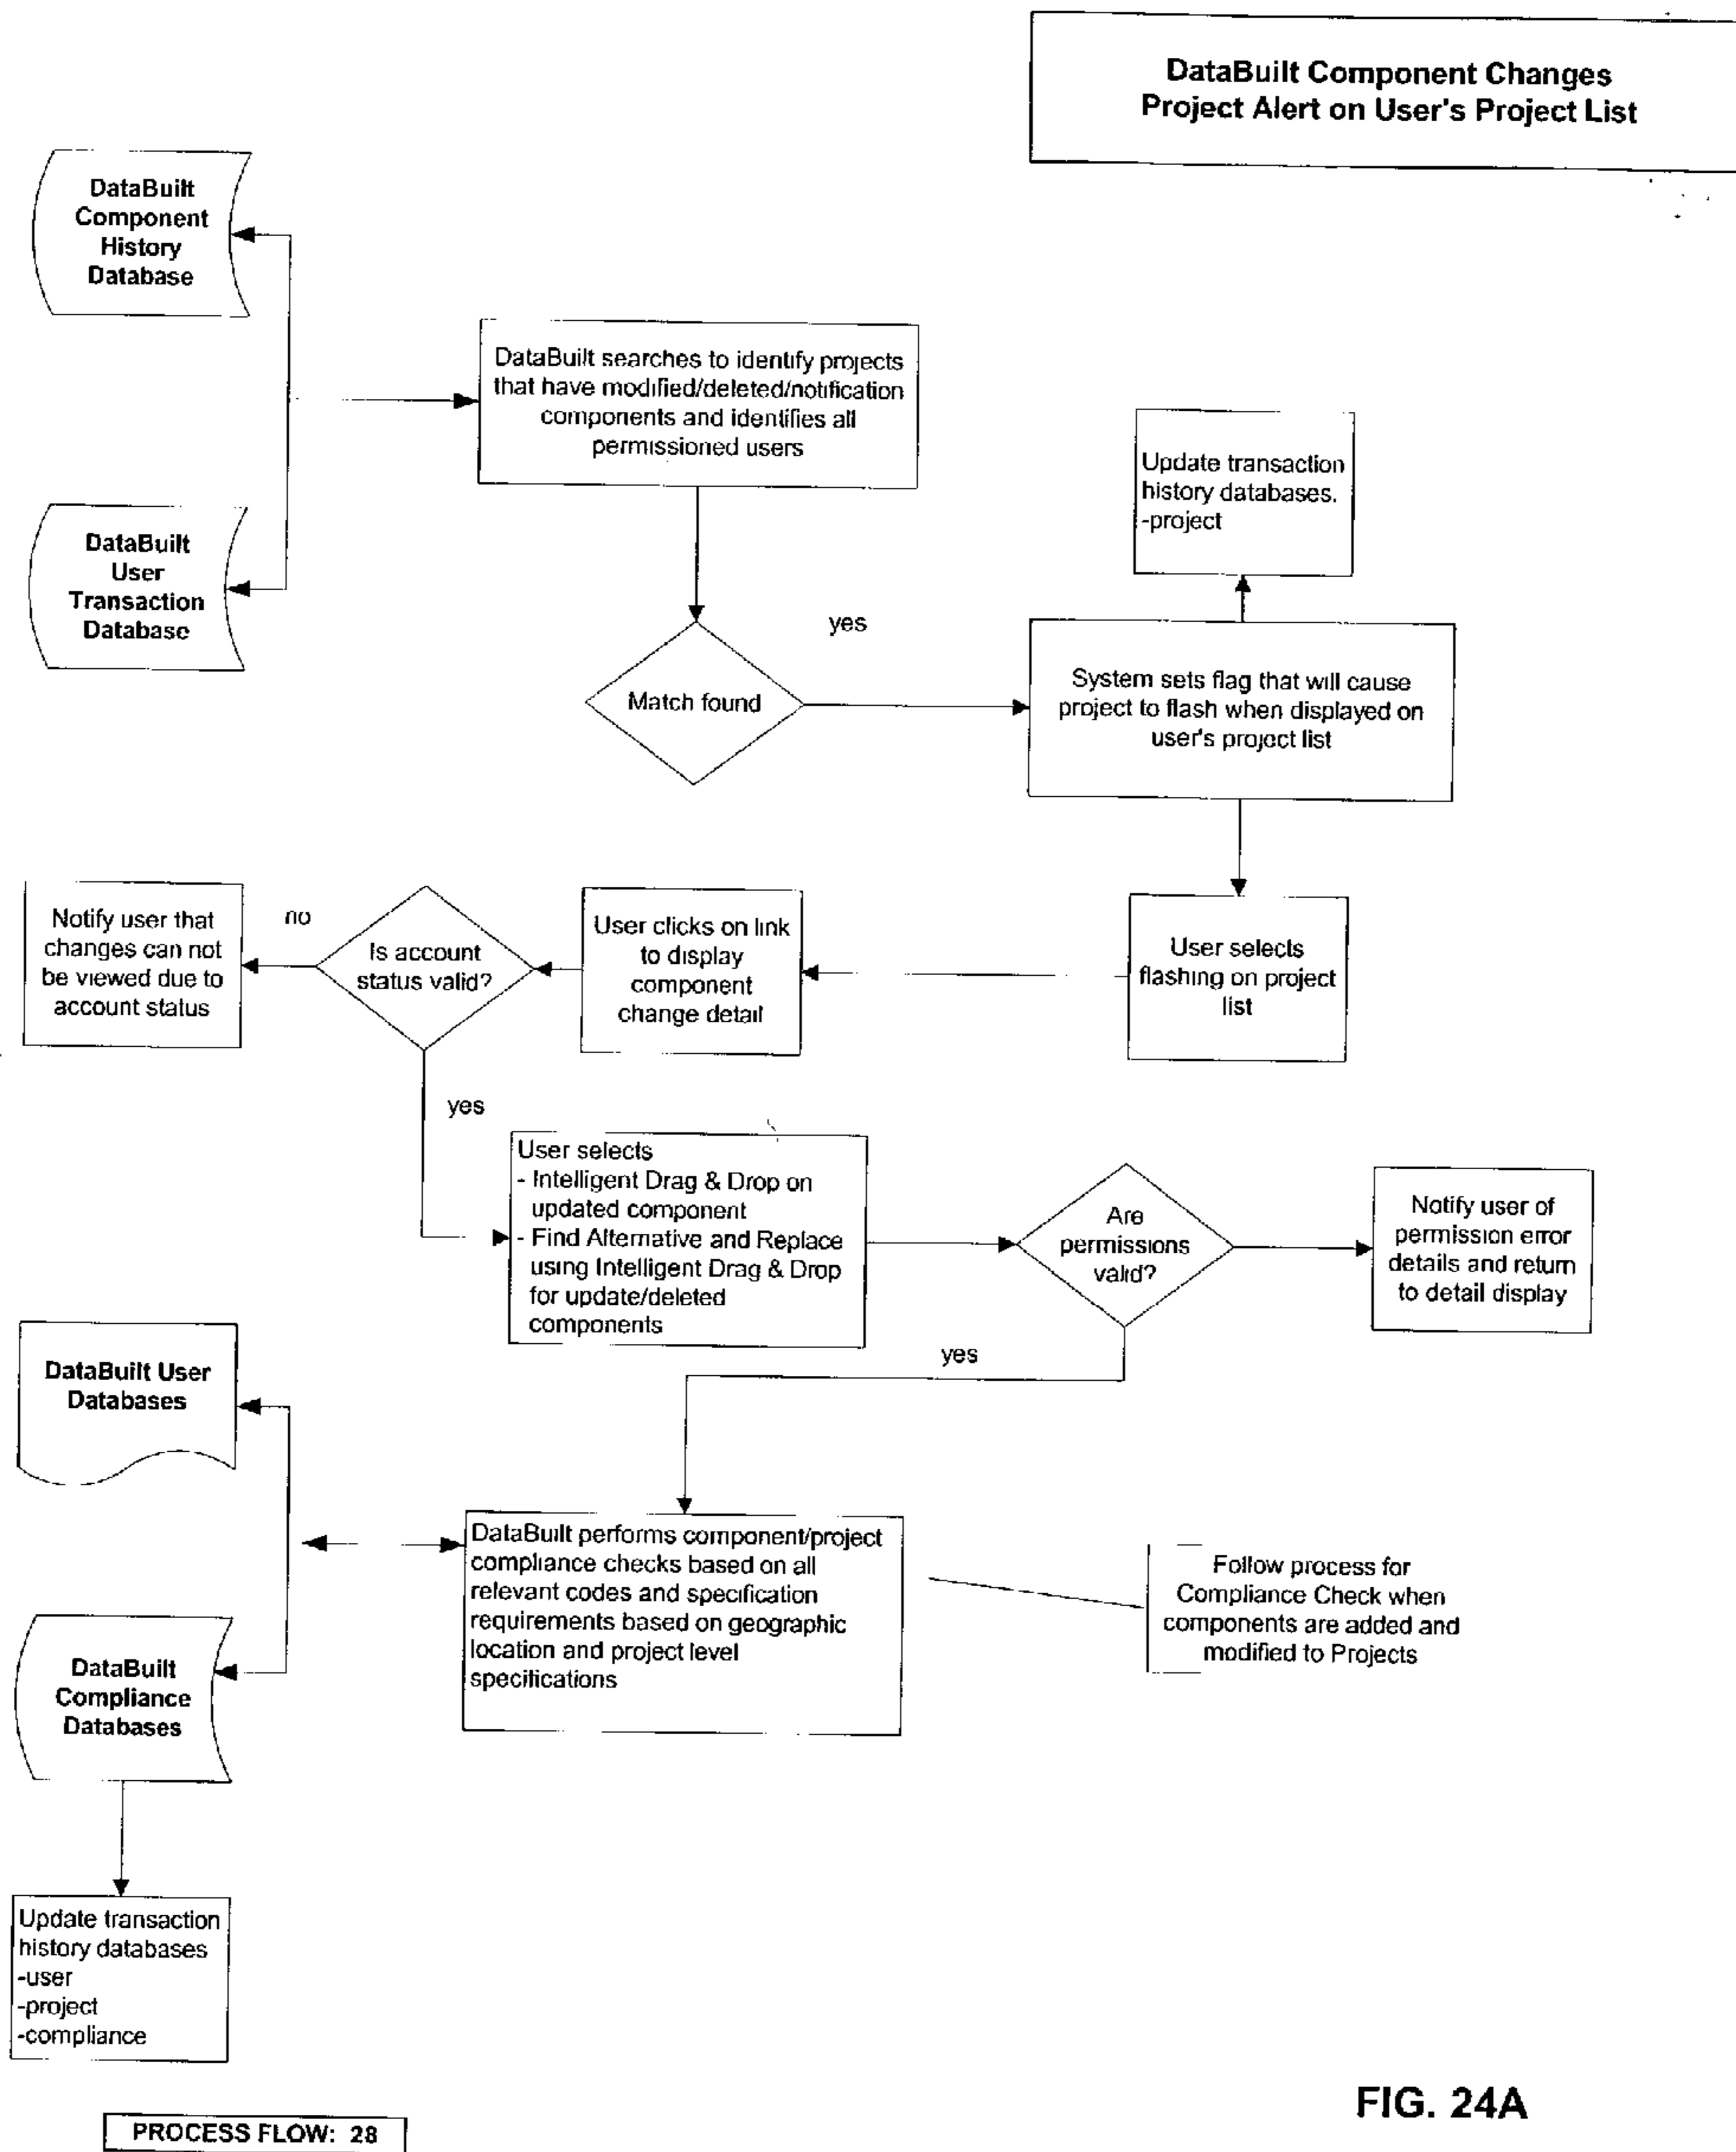 DataBuilt Component Changes
Project Alert on User's Project List
DataBuilt
Component
History
Database
DataBuilt searches to identify projects
that have modified/deleted/notification
components and identifies all
permissioned users
Update transaction
history databases.
-project
DataBuilt
User
Transaction
Database
yes
Match found
System sets flag that will cause
project to flash when displayed on
user's project list
Notify user that
changes can not
be viewed due to
account status
no
Is account
status valid?
User clicks on link
to display
component
change detail
User selects
flashing on project
list
yes
User selects
- Intelligent Drag & Drop on
updated component
- Find Alternative and Replace
using Intelligent Drag & Drop
for update/deleted
components
Are
permissions
valid?
Notify user of
permission error
details and return
to detail display
yes
DataBuilt User
Databases
DataBuilt performs component/project
compliance checks based on all
relevant codes and specification
requirements based on geographic
location and project level
specifications
Follow process for
Compliance Check when
components are added and
modified to Projects
DataBuilt
Compliance
Databases
Update transaction
history databases
-user
-project
-compliance
FIG. 24A
PROCESS FLOW: 28